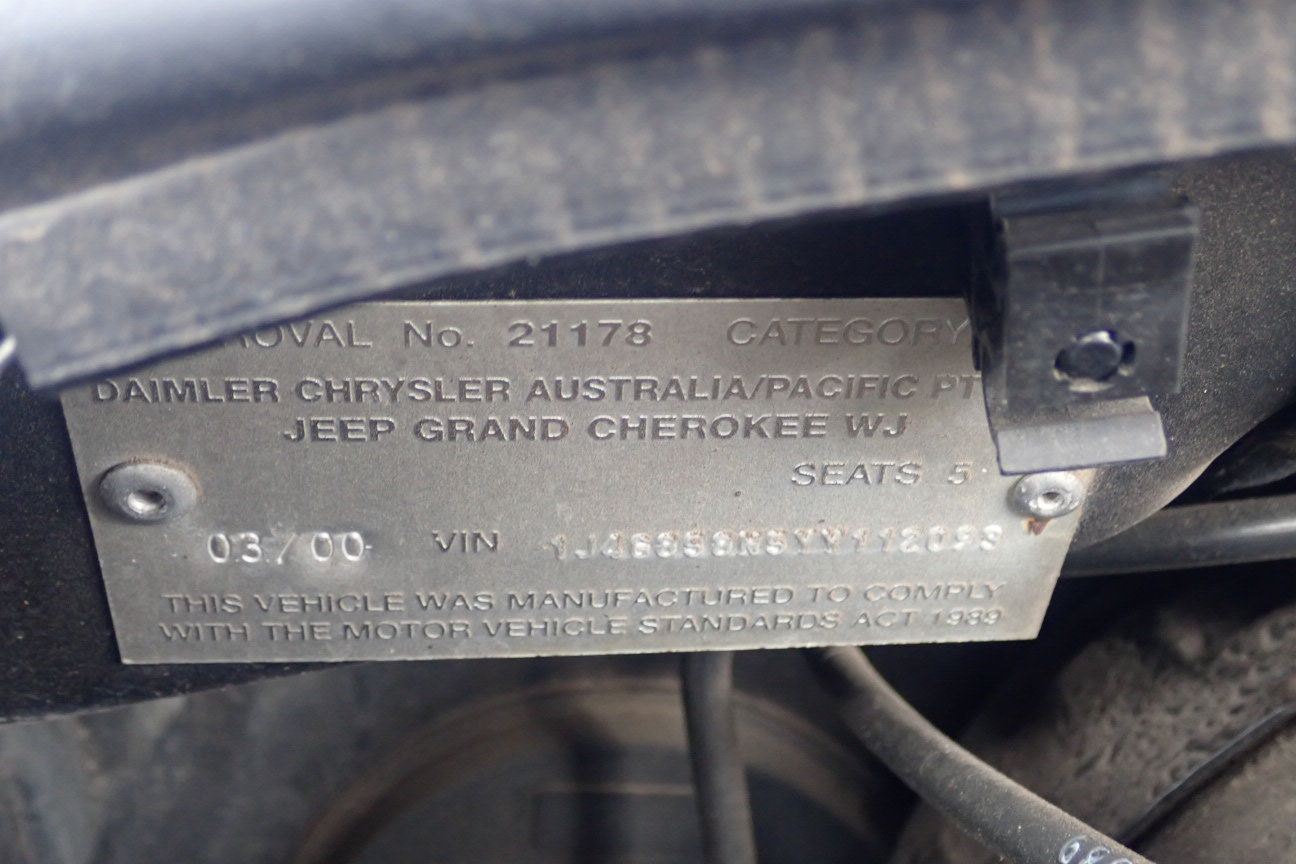 No. 21178 CATEGORY
DAIMLER CHRYSLER AUSTRALIA/PACIFIC
JEEP GRAND CHEROKEE WJ
SEATS 5
03/00 VIN
THIS VEHICLE WAS MANUFACTURED TO COMPLY
WITH THE MOTOR VEHICLE STANDARDS ACT 1989